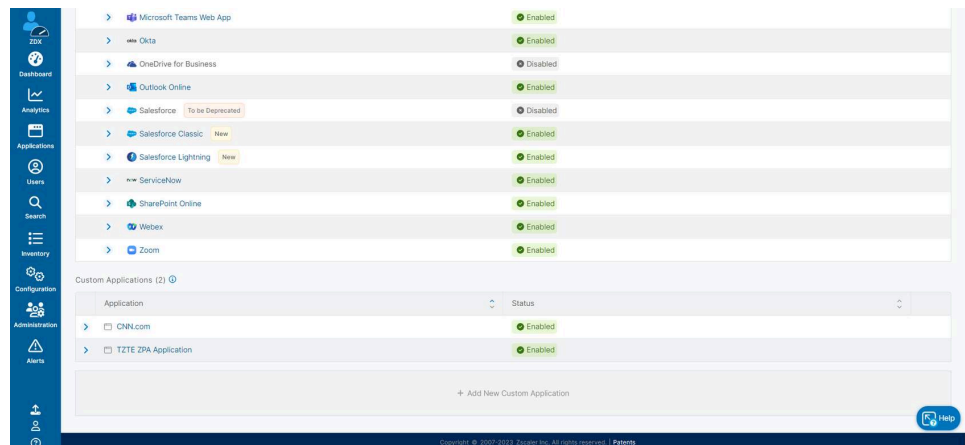 ZDX
Dashboard
Analytics
Applications
Users
Search
Inventory
Configuration
Administration
Alerts
Microsoft Teams Web App Enabled
okta Okta Enabled
OneDrive for Business Disabled
Outlook Online Enabled
Salesforce To be Deprecated Disabled
Salesforce Classic New Enabled
Salesforce Lightning New Enabled
now ServiceNow Enabled
SharePoint Online Enabled
Webex Enabled
Zoom Enabled
Custom Applications (2)
Application Status
CNN.com Enabled
TZTE ZPA Application Enabled
+ Add New Custom Application
Help
Copyright © 2007-2023 Zscaler Inc. All rights reserved. | Patents